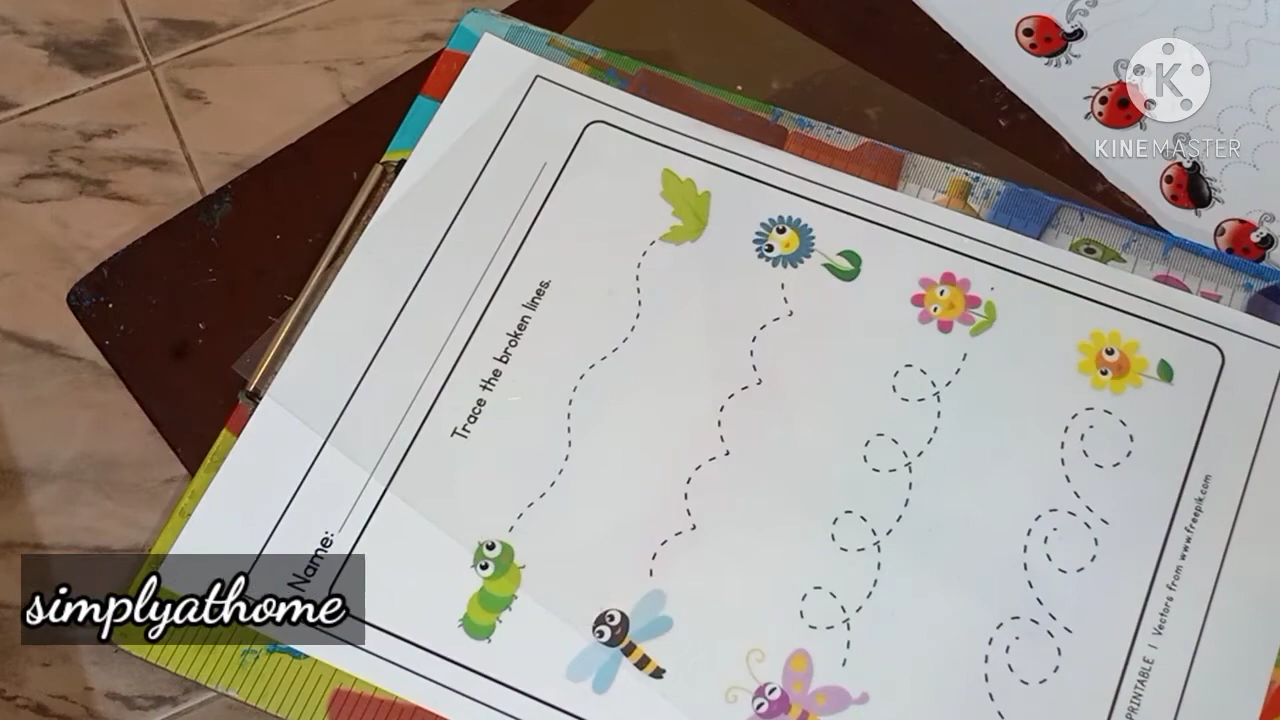 KINEMASTER
Name:
Trace the broken lines.
PRINTABLE | Vectors from www.freepik.com
simplyathome